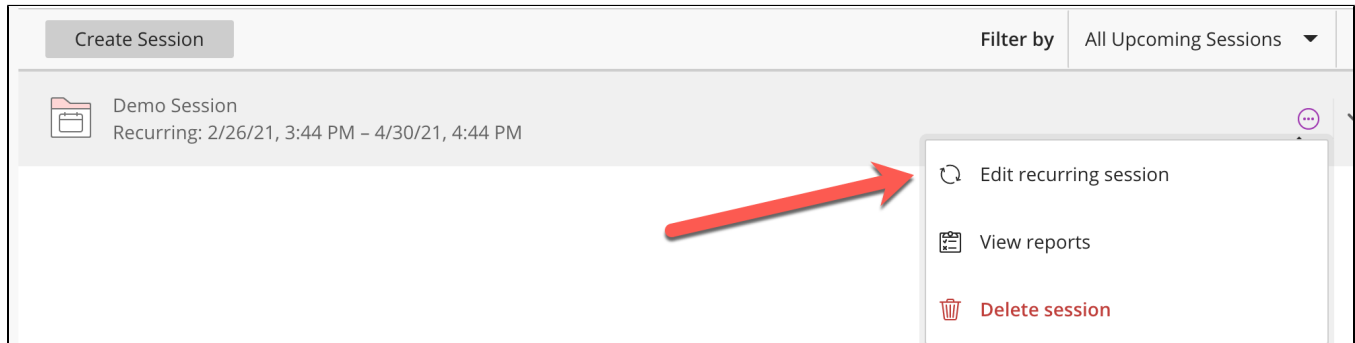 Create Session
Filter by
All Upcoming Sessions
Demo Session
Recurring: 2/26/21, 3:44 PM – 4/30/21, 4:44 PM
Edit recurring session
View reports
Delete session